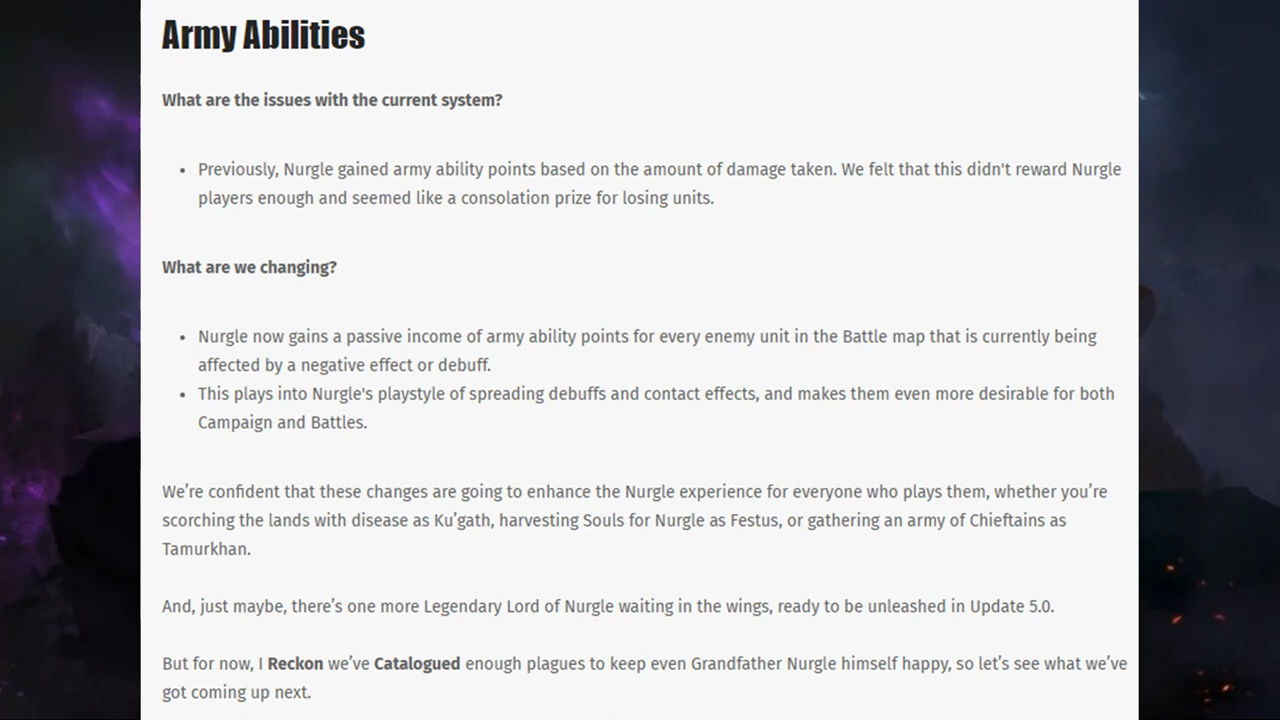 Army Abilities
What are the issues with the current system?
• Previously, Nurgle gained army ability points based on the amount of damage taken. We felt that this didn't reward Nurgle
players enough and seemed like a consolation prize for losing units.
What are we changing?
• Nurgle now gains a passive income of army ability points for every enemy unit in the Battle map that is currently being
affected by a negative effect or debuff.
• This plays into Nurgle's playstyle of spreading debuffs and contact effects, and makes them even more desirable for both
Campaign and Battles.
We’re confident that these changes are going to enhance the Nurgle experience for everyone who plays them, whether you’re
scorching the lands with disease as Ku’gath, harvesting Souls for Nurgle as Festus, or gathering an army of Chieftains as
Tamurkhan.
And, just maybe, there’s one more Legendary Lord of Nurgle waiting in the wings, ready to be unleashed in Update 5.0.
But for now, I Reckon we’ve Catalogued enough plagues to keep even Grandfather Nurgle himself happy, so let’s see what we’ve
got coming up next.